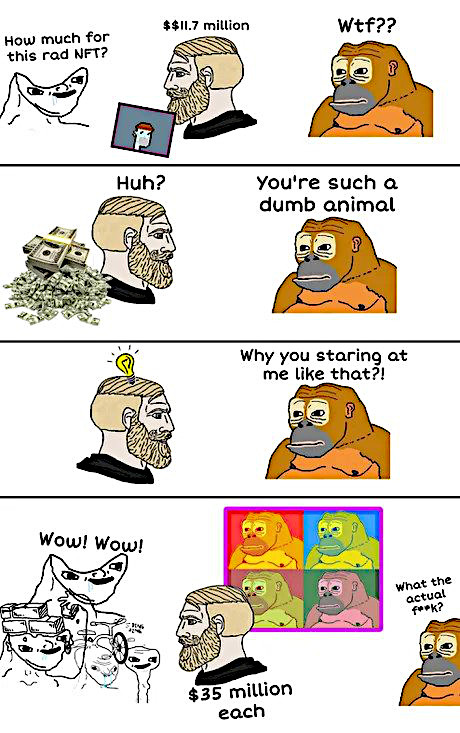 How much for
this rad NFT?
$$11.7 million
Wtf??
Huh?
You're such a
dumb animal
Why you staring at
me like that?!
Wow! Wow!
What the
actual
f**k?
$35 million
each